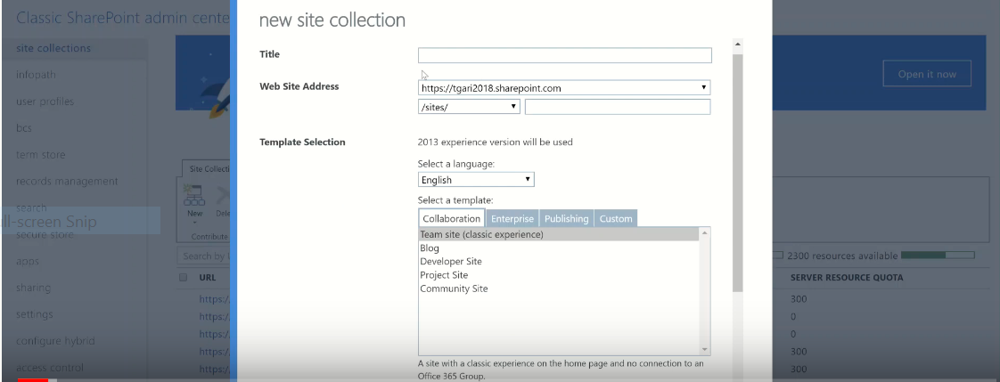 Classic SharePoint admin cente
new site collection
site collections
infopath
user profiles
bcs
term store
records management
search
ll-screen Snip
secure store
apps
sharing
settings
configure hybrid
access control
Open it now
Site Collecti
New
Dele
Contribute
Search by
URL
https:/
https:/
https:/
https:/
https:/
Title
Web Site Address
https://tgari2018.sharepoint.com
/sites/
Template Selection
2013 experience version will be used
Select a language:
English
Select a template:
Collaboration Enterprise Publishing Custom
Team site (classic experience)
Blog
Developer Site
Project Site
Community Site
A site with a classic experience on the home page and no connection to an
Office 365 Group.
2300 resources available
SERVER RESOURCE QUOTA
300
0
0
300
300